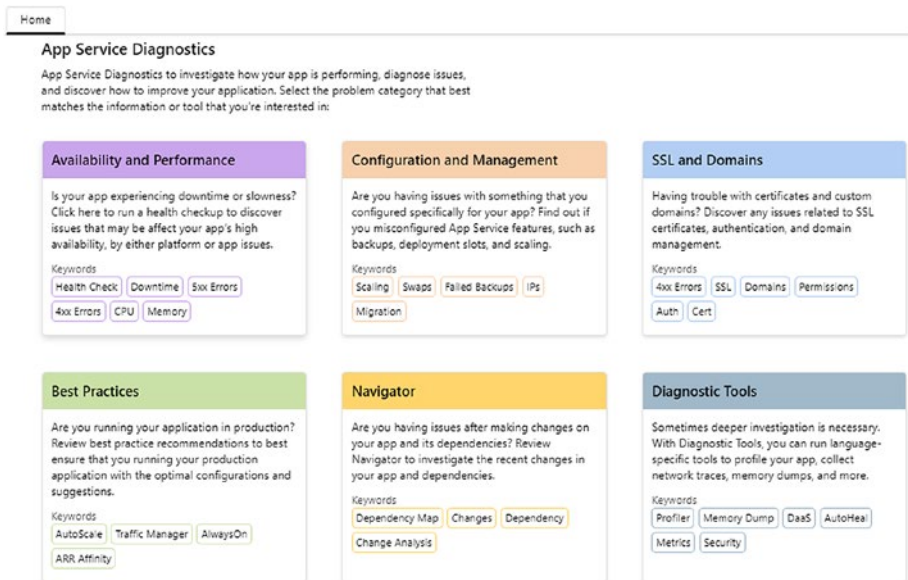 Home
App Service Diagnostics
App Service Diagnostics to investigate how your app is performing, diagnose issues,
and discover how to improve your application. Select the problem category that best
matches the information or tool that you're interested in:
Availability and Performance
Is your app experiencing downtime or slowness?
Click here to run a health checkup to discover
issues that may be affect your app's high
availability, by either platform or app issues.
Keywords
Health Check Downtime 5xx Errors
4xx Errors CPU Memory
Configuration and Management
Are you having issues with something that you
configured specifically for your app? Find out if
you misconfigured App Service features, such as
backups, deployment slots, and scaling.
Keywords
Scaling Swaps Failed Backups IPs
Migration
SSL and Domains
Having trouble with certificates and custom
domains? Discover any issues related to SSL
certificates, authentication, and domain
management.
Keywords
4xx Errors SSL Domains Permissions
Auth Cert
Best Practices
Are you running your application in production?
Review best practice recommendations to best
ensure that you running your production
application with the optimal configurations and
suggestions.
Keywords
AutoScale Traffic Manager AlwaysOn
ARR Affinity
Navigator
Are you having issues after making changes on
your app and its dependencies? Review
Navigator to investigate the recent changes in
your app and dependencies.
Keywords
Dependency Map Changes Dependency
Change Analysis
Diagnostic Tools
Sometimes deeper investigation is necessary.
With Diagnostic Tools, you can run language-
specific tools to profile your app, collect
network traces, memory dumps, and more.
Keywords
Profiler Memory Dump DaaS AutoHeal
Metrics Security